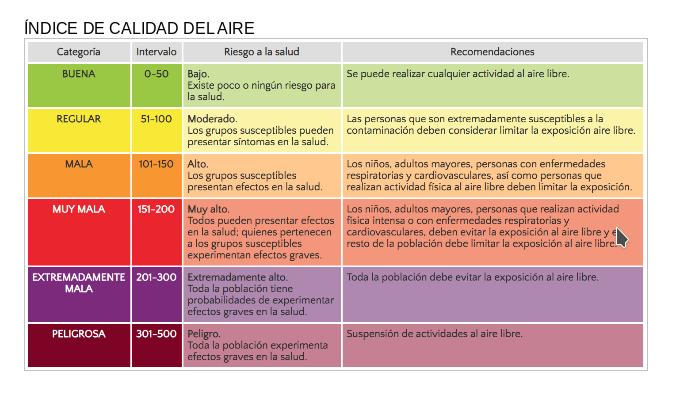 ÍNDICE DE CALIDAD DEL AIRE
Categoría Intervalo Riesgo a la salud Recomendaciones
BUENA 0-50 Bajo.
Existe poco o ningún riesgo para
la salud.
Se puede realizar cualquier actividad al aire libre.
REGULAR 51-100 Moderado.
Los grupos susceptibles pueden
presentar síntomas en la salud.
Las personas que son extremadamente susceptibles a la
contaminación deben considerar limitar la exposición aire libre.
MALA 101-150 Alto.
Los grupos susceptibles
presentan efectos en la salud.
Los niños, adultos mayores, personas con enfermedades
respiratorias y cardiovasculares, así como personas que
realizan actividad física al aire libre deben limitar la exposición.
MUY MALA 151-200 Muy alto.
Todos pueden presentar efectos
en la salud; quienes pertenecen
a los grupos susceptibles
experimentan efectos graves.
Los niños, adultos mayores, personas que realizan actividad
física intensa o con enfermedades respiratorias y
cardiovasculares, deben evitar la exposición al aire libre y
resto de la población debe limitar la exposición al aire libre.
EXTREMADAMENTE
MALA
201-300 Extremadamente alto.
Toda la población tiene
probabilidades de experimentar
efectos graves en la salud.
Toda la población debe evitar la exposición al aire libre.
PELIGROSA 301-500 Peligro.
Toda la población experimenta
efectos graves en la salud.
Suspensión de actividades al aire libre.